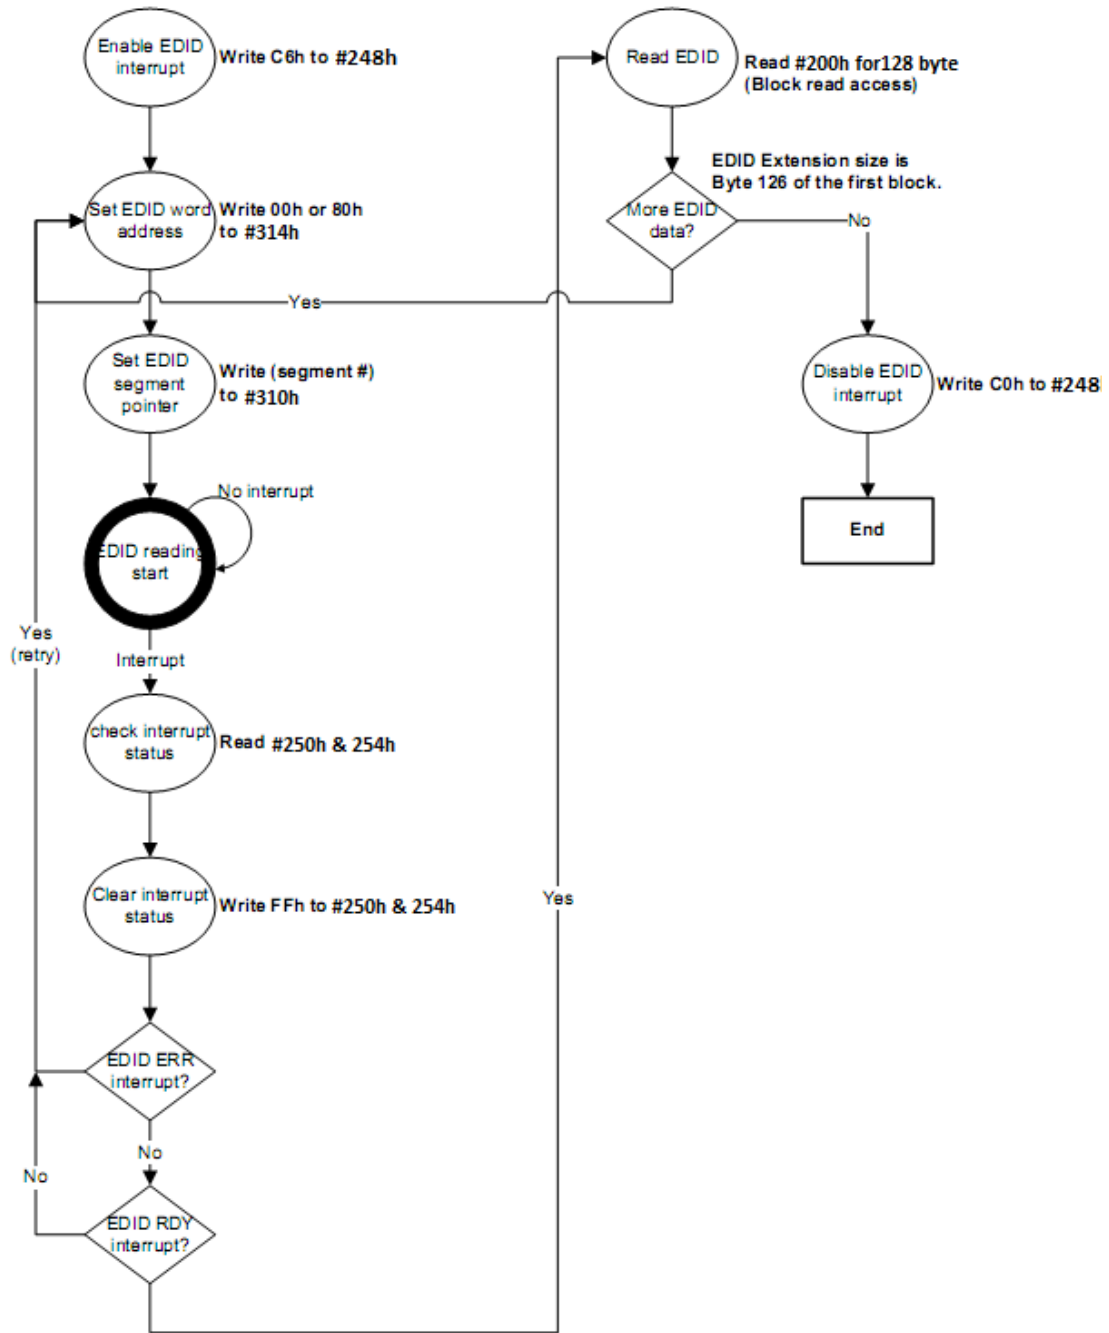 Enable EDID
interrupt
Write C6h to #248h
Set EDID word
address
Write 00h or 80h
to #314h
Yes
Set EDID
segment
pointer
Write (segment #)
to #310h
No interrupt
EDID reading
start
Yes
(retry)
Interrupt
check interrupt
status
Read #250h & 254h
Clear interrupt
status
Write FFh to #250h & 254h
EDID ERR
interrupt?
No
No
EDID RDY
interrupt?
Yes
Read EDID
Read #200h for128 byte
(Block read access)
EDID Extension size is
Byte 126 of the first block.
More EDID
data?
No
Disable EDID
interrupt
Write C0h to #248
End